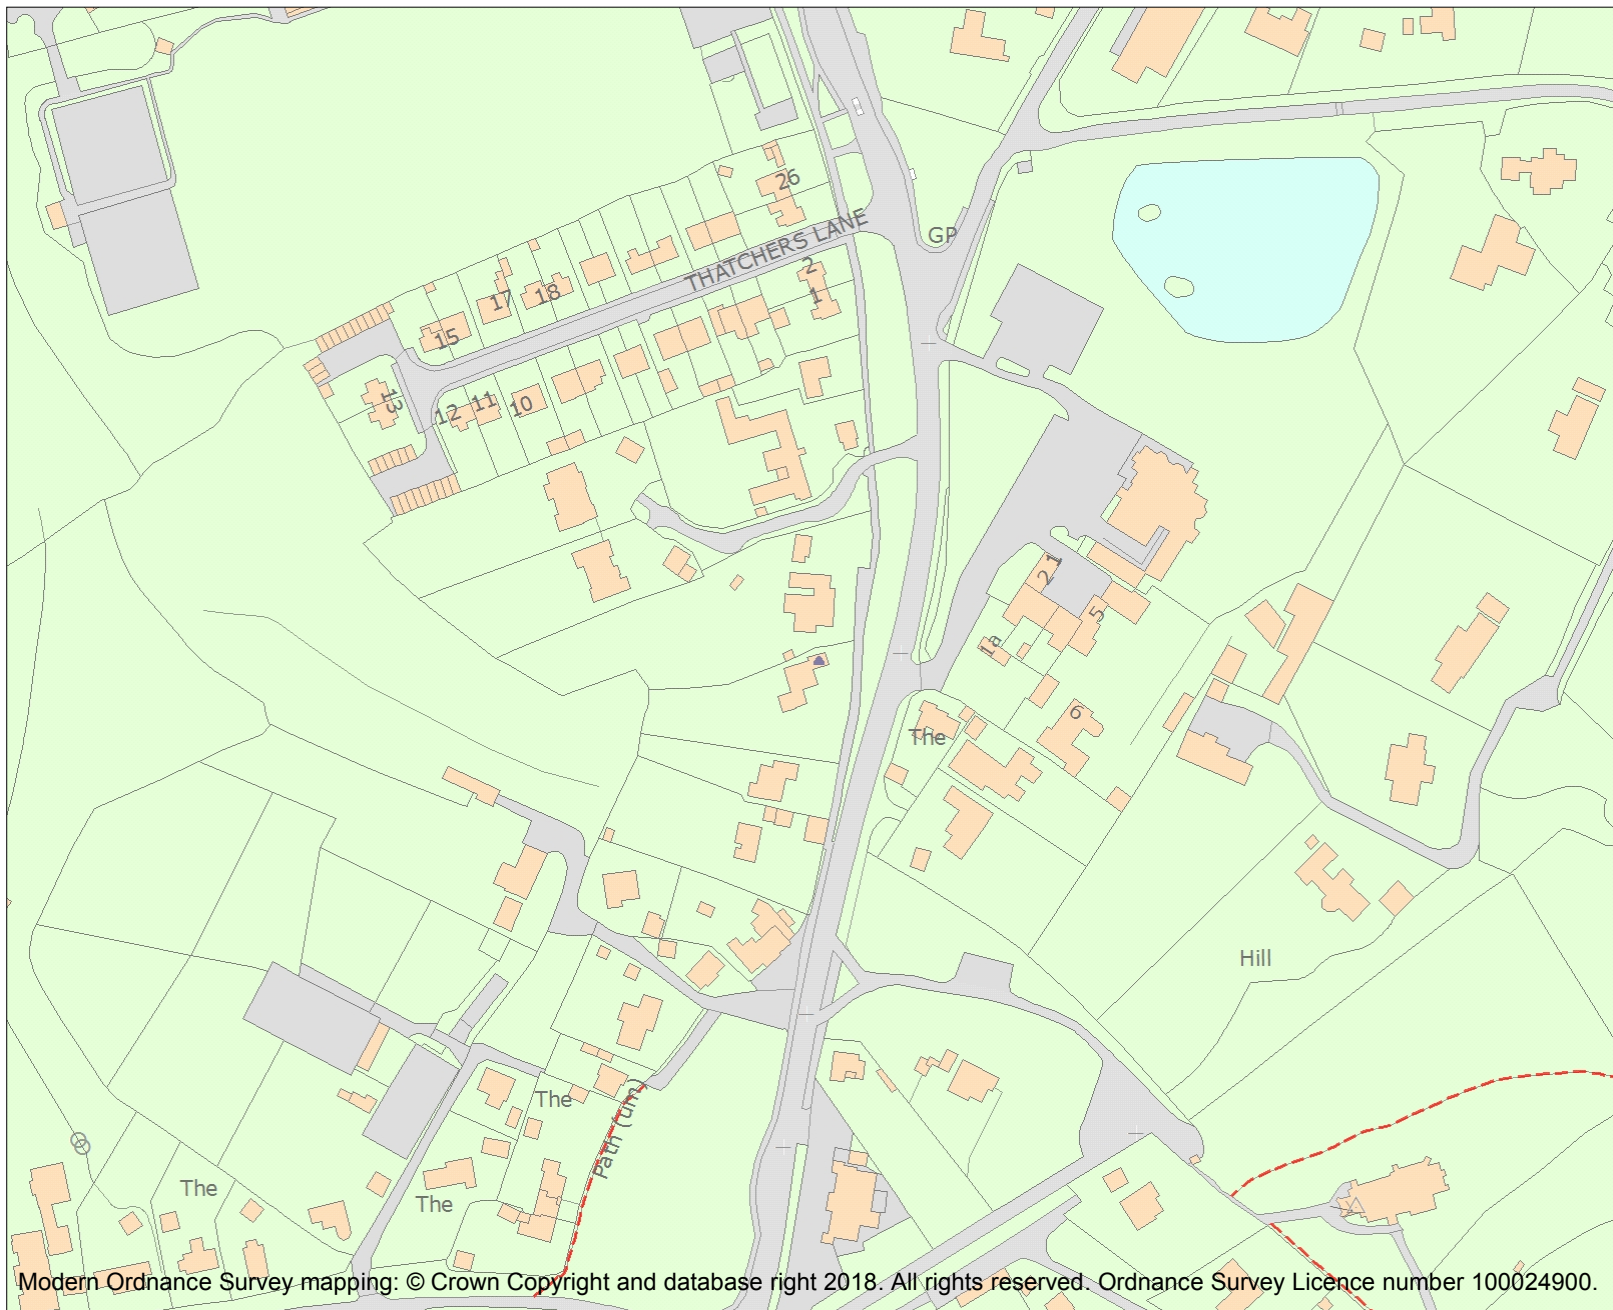 26
THATCHERS LANE
GP
2
1
17
18
15
13
12
11
10
2 1
5
1a
6
The
Hill
The
Path (um)
The
The
Modern Ordnance Survey mapping: © Crown Copyright and database right 2018. All rights reserved. Ordnance Survey Licence number 100024900.